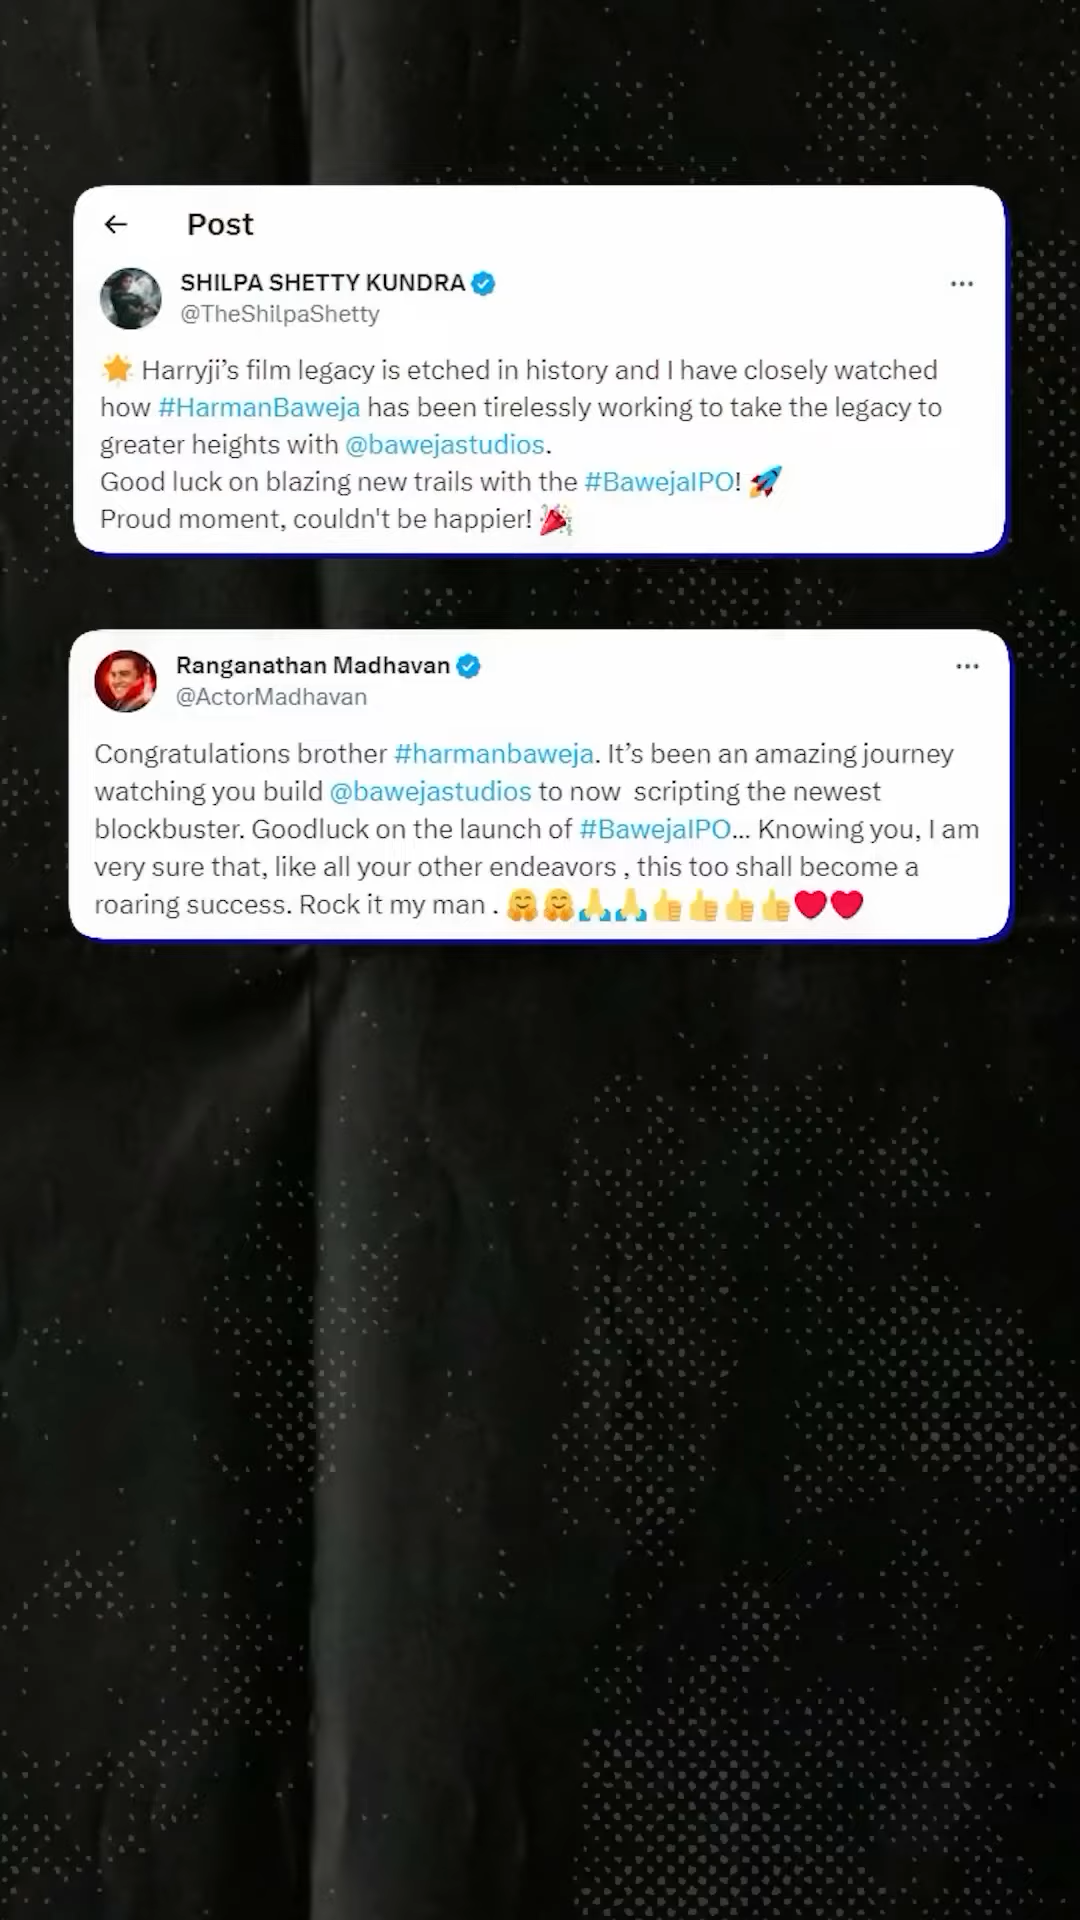 Post
SHILPA SHETTY KUNDRA
@TheShilpaShetty
🌟 Harryji’s film legacy is etched in history and I have closely watched
how #HarmanBaweja has been tirelessly working to take the legacy to
greater heights with @bawejastudios.
Good luck on blazing new trails with the #BawejaIPO! 🚀
Proud moment, couldn't be happier! 🎉
Ranganathan Madhavan
@ActorMadhavan
Congratulations brother #harmanbaweja. It’s been an amazing journey
watching you build @bawejastudios to now  scripting the newest
blockbuster. Goodluck on the launch of #BawejaIPO... Knowing you, I am
very sure that, like all your other endeavors , this too shall become a
roaring success. Rock it my man . 🤗🤗🙏🙏👍👍👍👍❤️❤️